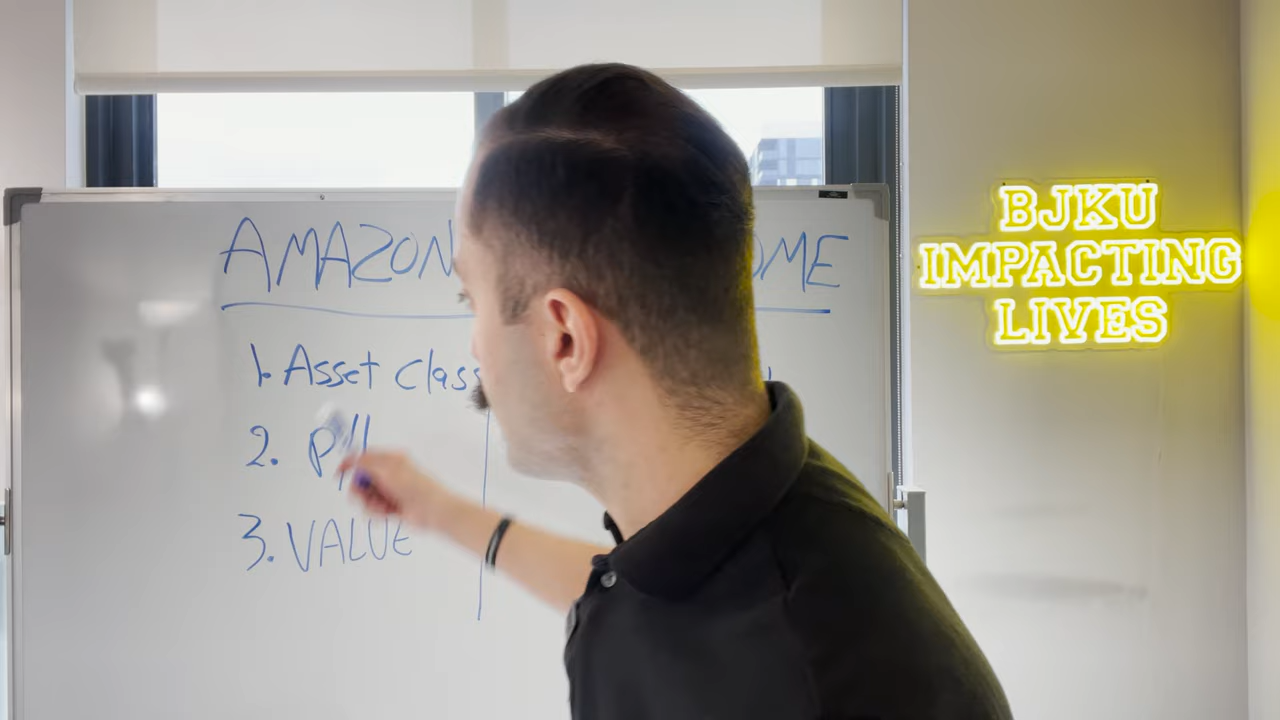 AMAZON OME
1. Asset class
2. P/L
3. VALUE
BJKU
IMPACTING
LIVES